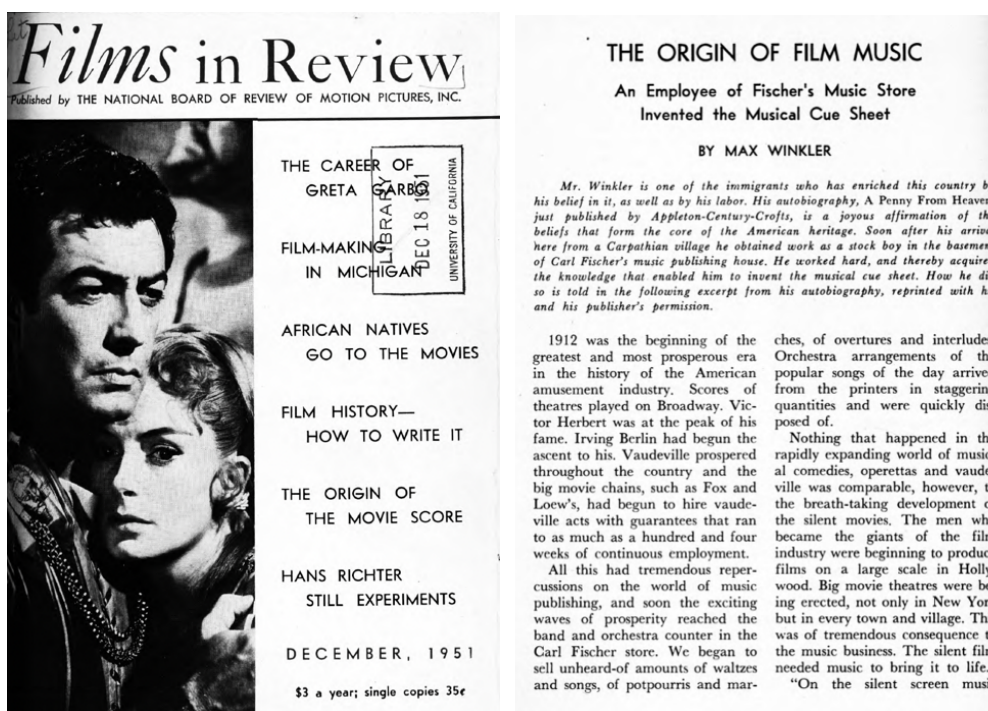 Films in Review
Published by THE NATIONAL BOARD OF REVIEW OF MOTION PICTURES, INC.
THE CAREER OF
GRETA GARBO
FILM-MAKING
IN MICHIGAN
LIBRARY
DEC 18 1951
UNIVERSITY OF CALIFORNIA
AFRICAN NATIVES
GO TO THE MOVIES
FILM HISTORY—
HOW TO WRITE IT
THE ORIGIN OF
THE MOVIE SCORE
HANS RICHTER
STILL EXPERIMENTS
DECEMBER, 1951
$3 a year; single copies 35¢
THE ORIGIN OF FILM MUSIC
An Employee of Fischer's Music Store
Invented the Musical Cue Sheet
BY MAX WINKLER
Mr. Winkler is one of the immigrants who has enriched this country b
his belief in it, as well as by his labor. His autobiography, A Penny From Heaven
just published by Appleton-Century-Crofts, is a joyous affirmation of th
beliefs that form the core of the American heritage. Soon after his arriva
here from a Carpathian village he obtained work as a stock boy in the basemen
of Carl Fischer's music publishing house. He worked hard, and thereby acquire
the knowledge that enabled him to invent the musical cue sheet. How he di
so is told in the following excerpt from his autobiography, reprinted with h
and his publisher's permission.
1912 was the beginning of the
greatest and most prosperous era
in the history of the American
amusement industry. Scores of
theatres played on Broadway. Vic-
tor Herbert was at the peak of his
fame. Irving Berlin had begun the
ascent to his. Vaudeville prospered
throughout the country and the
big movie chains, such as Fox and
Loew's, had begun to hire vaude-
ville acts with guarantees that ran
to as much as a hundred and four
weeks of continuous employment.
All this had tremendous reper-
cussions on the world of music
publishing, and soon the exciting
waves of prosperity reached the
band and orchestra counter in the
Carl Fischer store. We began to
sell unheard-of amounts of waltzes
and songs, of potpourris and mar-
ches, of overtures and interludes
Orchestra arrangements of th
popular songs of the day arrive
from the printers in staggerin
quantities and were quickly dis
posed of.
Nothing that happened in th
rapidly expanding world of music
al comedies, operettas and vaude
ville was comparable, however, t
the breath-taking development o
the silent movies. The men wh
became the giants of the film
industry were beginning to produc
films on a large scale in Holly
wood. Big movie theatres were be
ing erected, not only in New Yor
but in every town and village. Th
was of tremendous consequence t
the music business. The silent film
needed music to bring it to life.
"On the silent screen musi